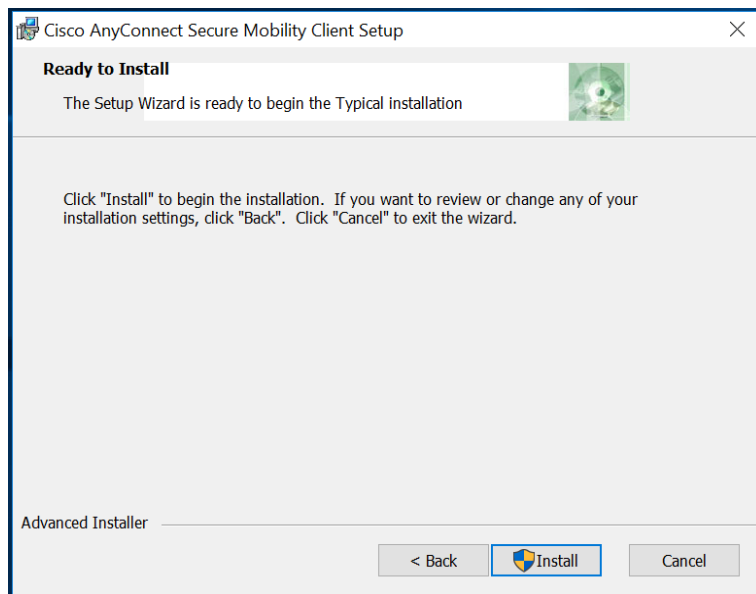 Cisco AnyConnect Secure Mobility Client Setup
Ready to Install
The Setup Wizard is ready to begin the Typical installation
Click "Install" to begin the installation. If you want to review or change any of your
installation settings, click "Back". Click "Cancel" to exit the wizard.
Advanced Installer
< Back
Install
Cancel